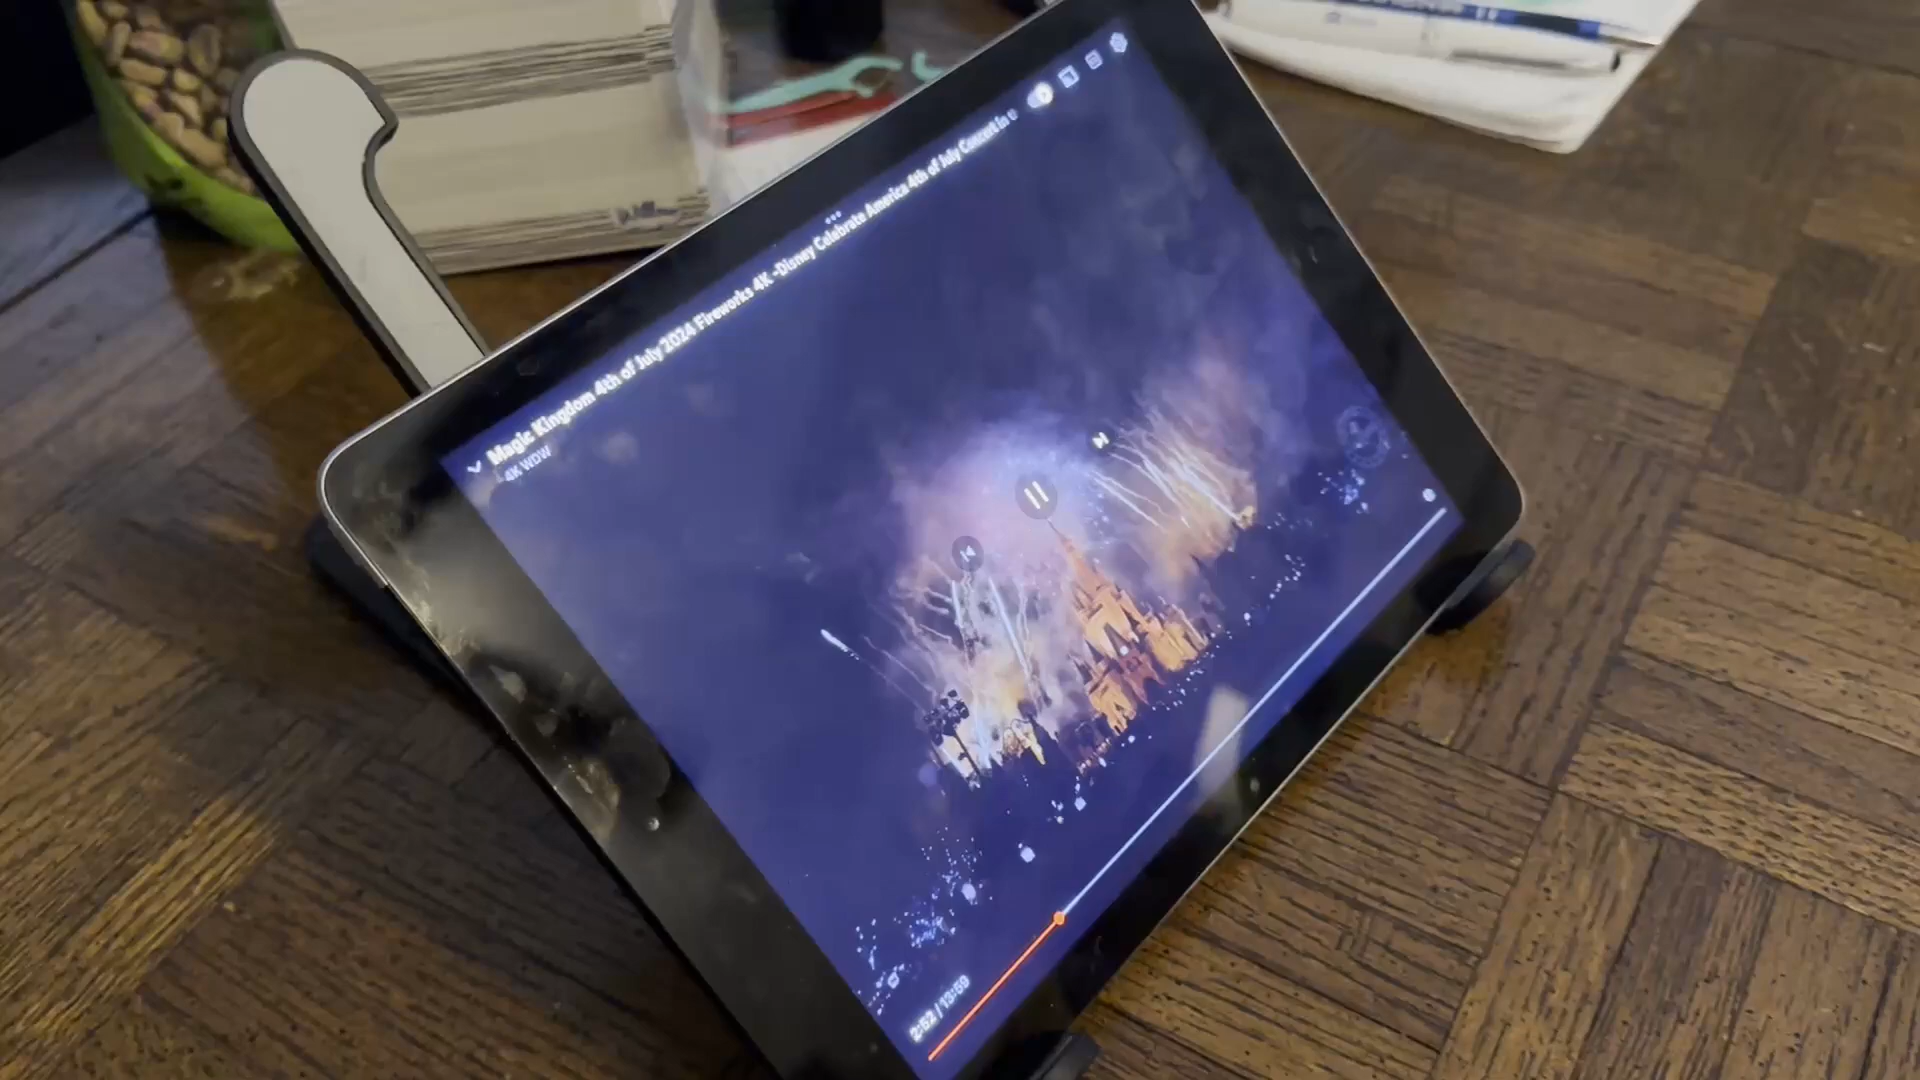 Magic Kingdom 4th of July 2024 Fireworks 4K -Disney Celebrate America 4th of July Concert in
4K WDW
2:52 / 13:59